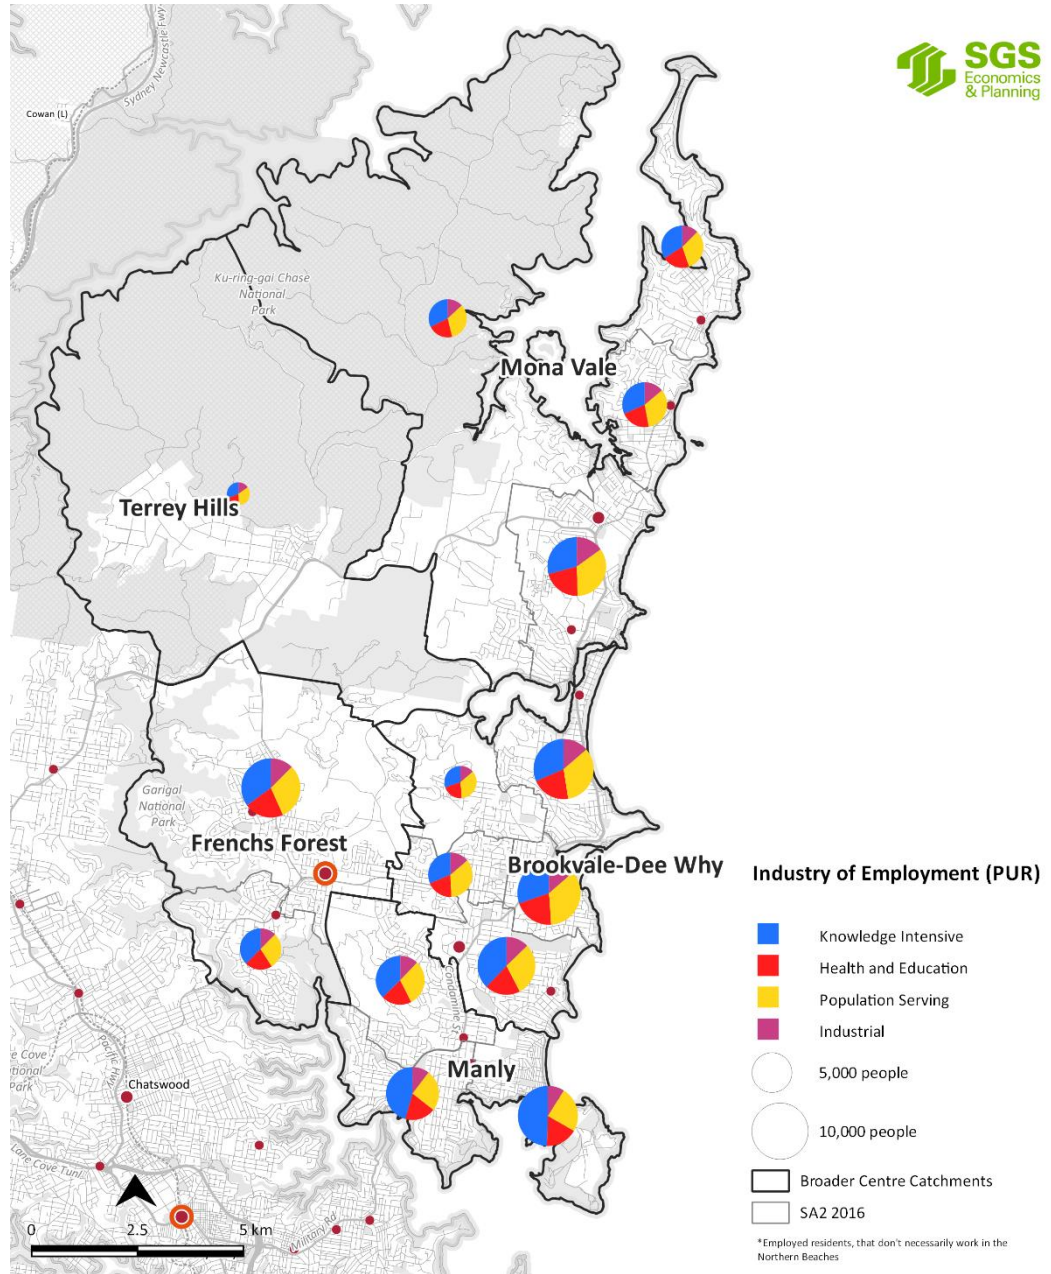 SGS
Economics
& Planning
Sydney Newcastle Fwy
Cowan (L)
Ku-ring-gai Chase
National
Park
Mona Vale
Terrey Hills
Garigal
National
Park
Frenchs Forest
Brookvale-Dee Why
Condamine St
Manly
Pacific Hwy
Cove
Park
Chatswood
Lane Cove Tunl
Military Rd
0
2.5
5 km
Industry of Employment (PUR)
Knowledge Intensive
Health and Education
Population Serving
Industrial
5,000 people
10,000 people
Broader Centre Catchments
SA2 2016
*Employed residents, that don't necessarily work in the
Northern Beaches